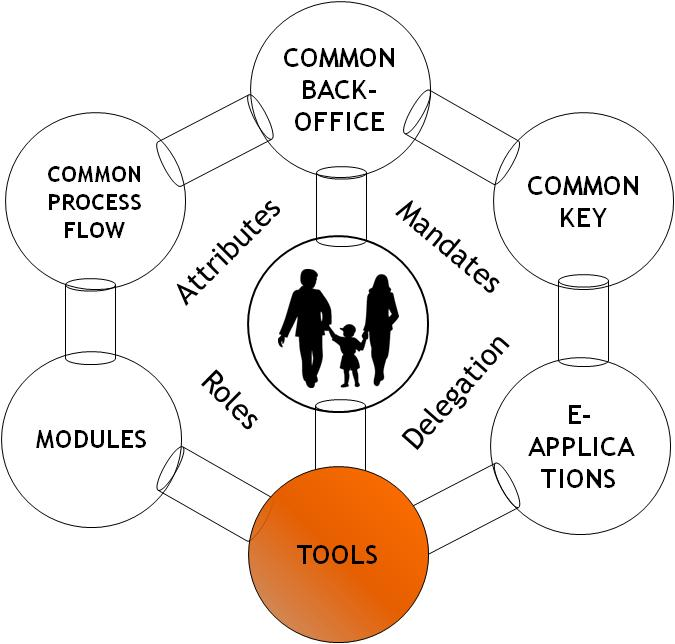 COMMON
BACK-
OFFICE
COMMON
PROCESS
FLOW
COMMON
KEY
Attributes
Mandates
Roles
Delegation
MODULES
E-
APPLICA
TIONS
TOOLS